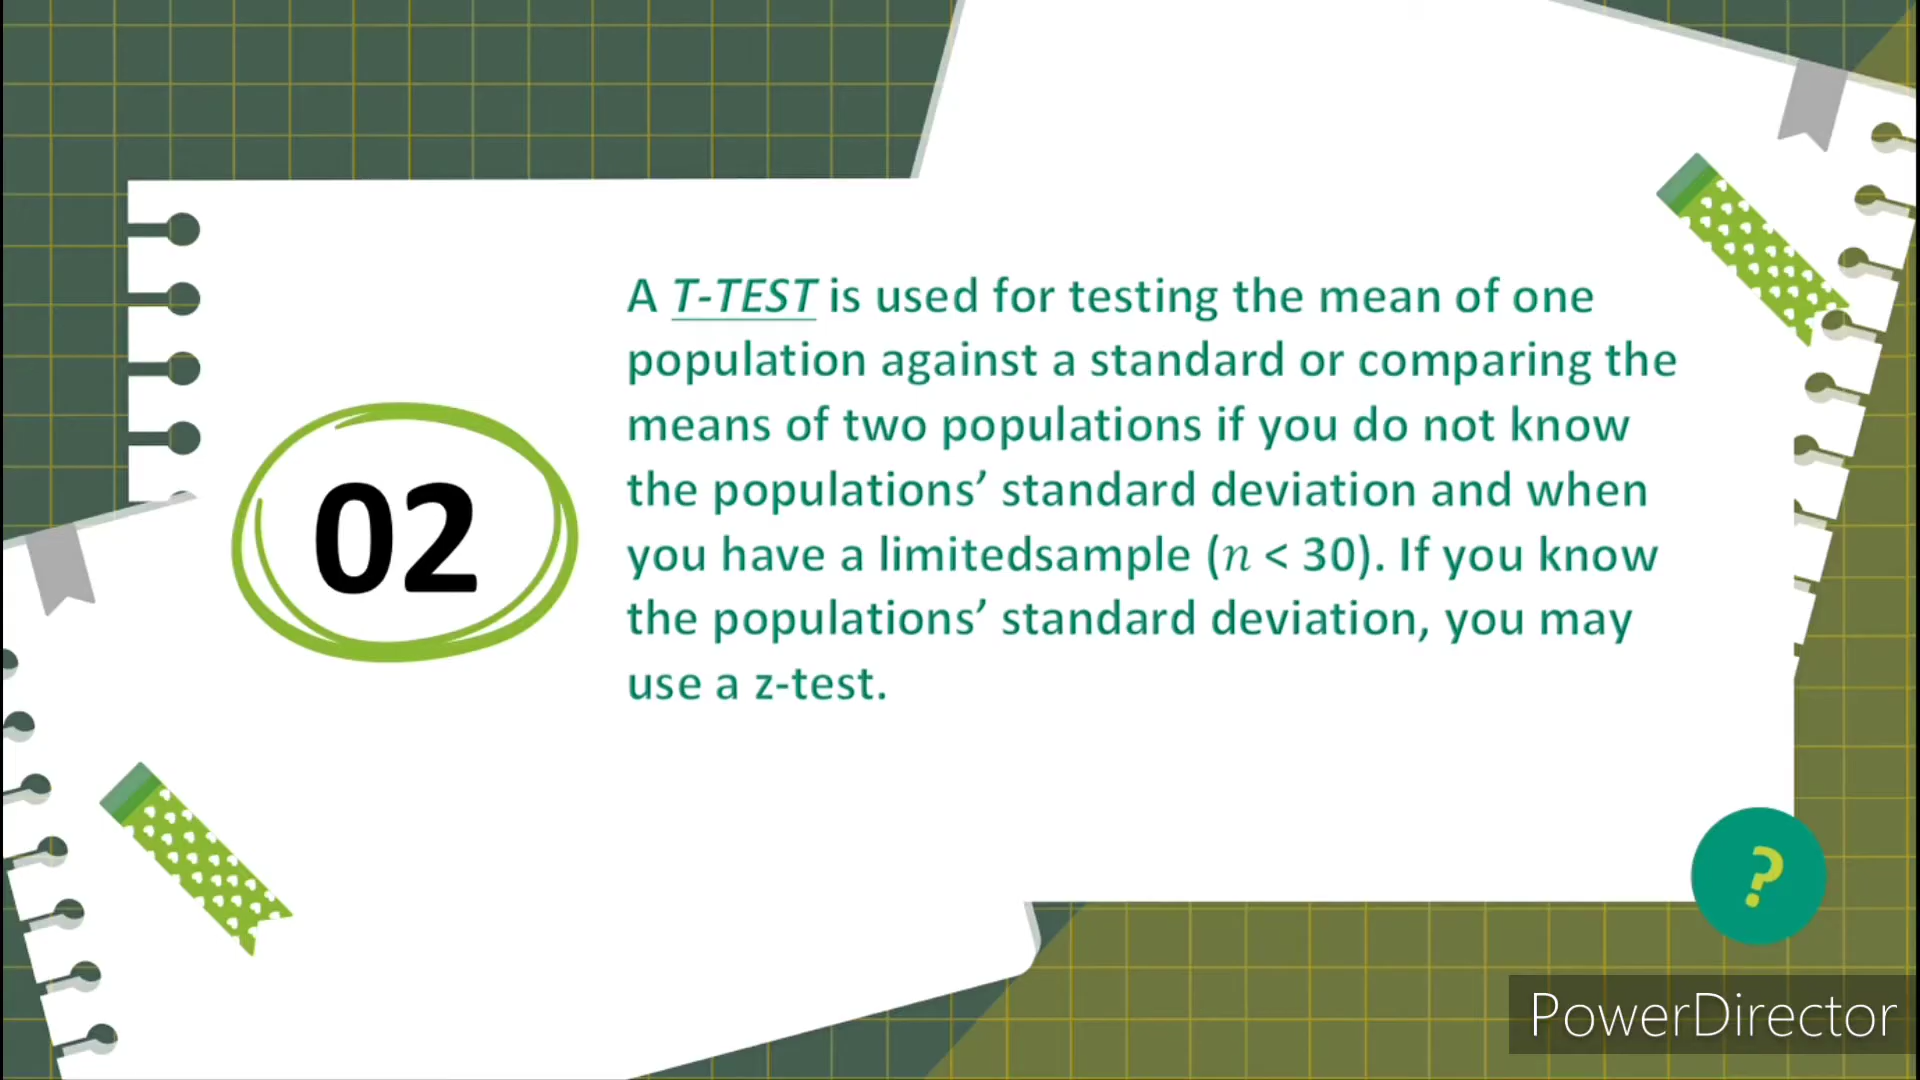 02
A T-TEST is used for testing the mean of one
population against a standard or comparing the
means of two populations if you do not know
the populations’ standard deviation and when
you have a limitedsample (𝑛 < 30). If you know
the populations’ standard deviation, you may
use a z-test.
?
PowerDirector